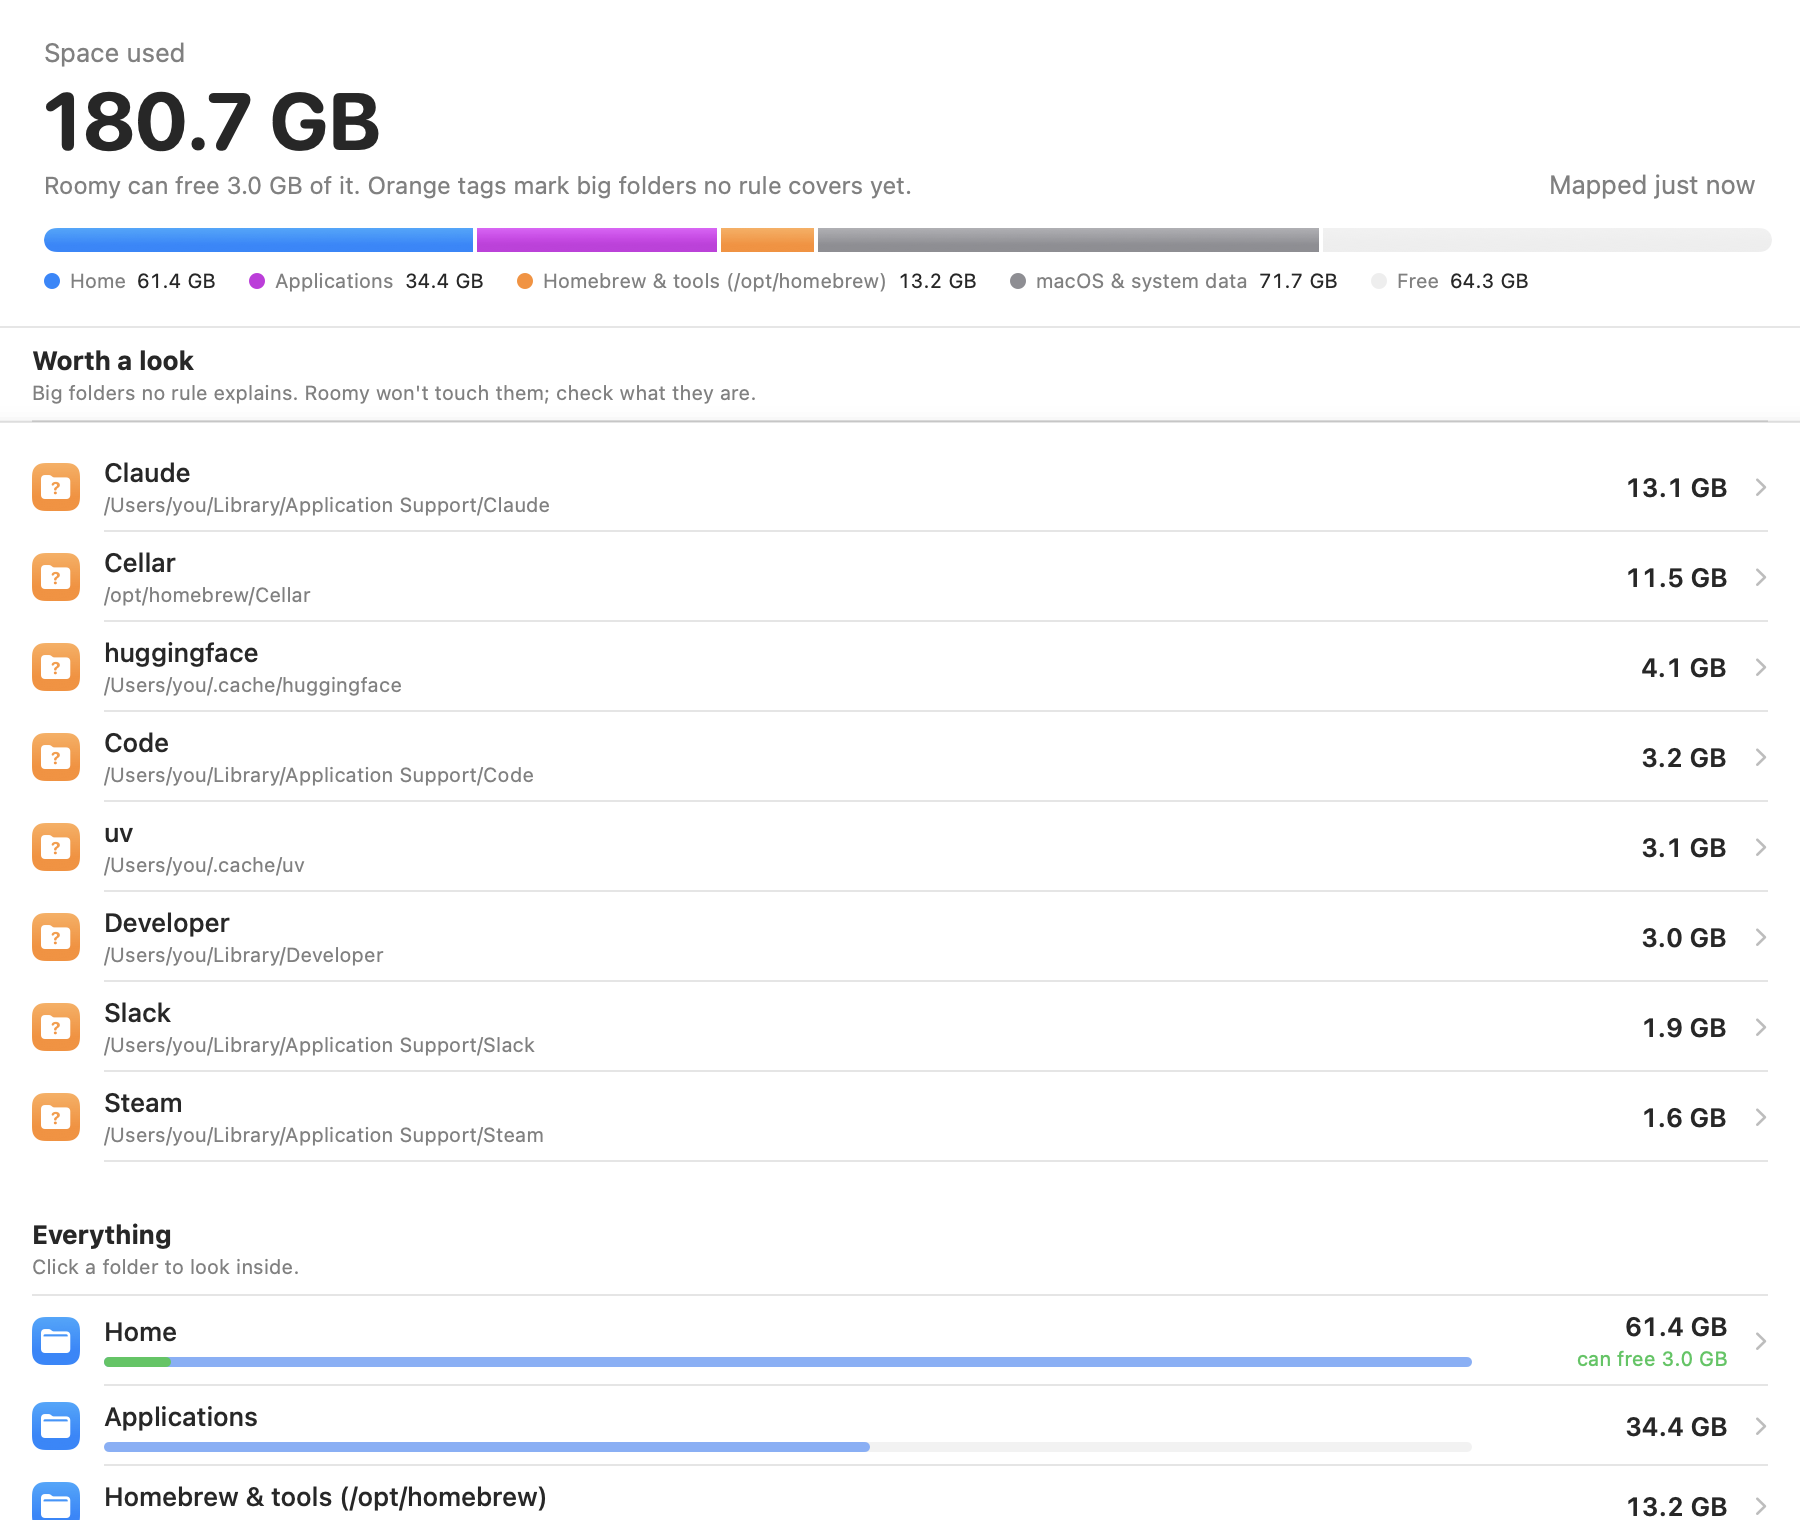 Space used
180.7 GB
Roomy can free 3.0 GB of it. Orange tags mark big folders no rule covers yet.
Mapped just now
Home 61.4 GB Applications 34.4 GB Homebrew & tools (/opt/homebrew) 13.2 GB macOS & system data 71.7 GB Free 64.3 GB
Worth a look
Big folders no rule explains. Roomy won't touch them; check what they are.
Claude
/Users/you/Library/Application Support/Claude
13.1 GB
Cellar
/opt/homebrew/Cellar
11.5 GB
huggingface
/Users/you/.cache/huggingface
4.1 GB
Code
/Users/you/Library/Application Support/Code
3.2 GB
uv
/Users/you/.cache/uv
3.1 GB
Developer
/Users/you/Library/Developer
3.0 GB
Slack
/Users/you/Library/Application Support/Slack
1.9 GB
Steam
/Users/you/Library/Application Support/Steam
1.6 GB
Everything
Click a folder to look inside.
Home
61.4 GB
can free 3.0 GB
Applications
34.4 GB
Homebrew & tools (/opt/homebrew)
13.2 GB